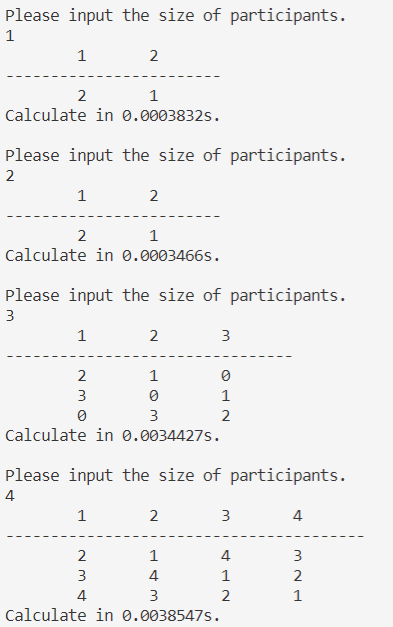 Please input the size of participants.
1
1 2
------------------------
2 1
Calculate in 0.0003832s.
Please input the size of participants.
2
1 2
------------------------
2 1
Calculate in 0.0003466s.
Please input the size of participants.
3
1 2 3
--------------------------------
2 1 0
3 0 1
0 3 2
Calculate in 0.0034427s.
Please input the size of participants.
4
1 2 3 4
----------------------------------------
2 1 4 3
3 4 1 2
4 3 2 1
Calculate in 0.0038547s.